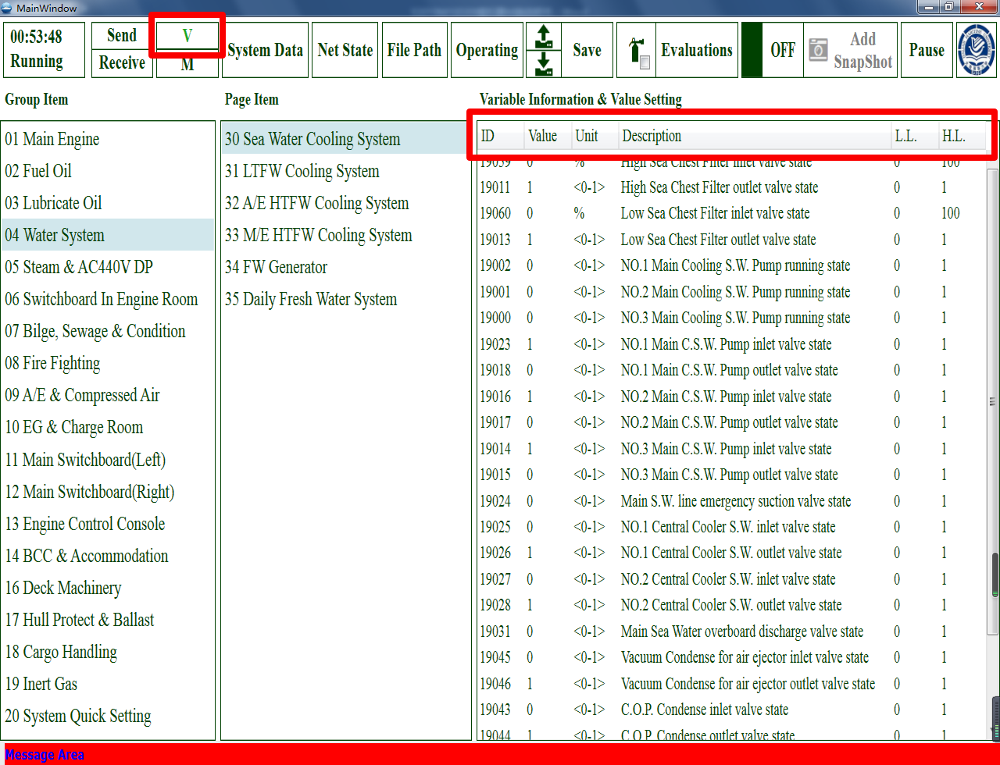 MainWindow
00:53:48
Running
Send
Receive
V
M
System Data
Net State
File Path
Operating
Save
Evaluations
OFF
Add
SnapShot
Pause
Group Item
Page Item
Variable Information & Value Setting
01 Main Engine
02 Fuel Oil
03 Lubricate Oil
04 Water System
05 Steam & AC440V DP
06 Switchboard In Engine Room
07 Bilge, Sewage & Condition
08 Fire Fighting
09 A/E & Compressed Air
10 EG & Charge Room
11 Main Switchboard(Left)
12 Main Switchboard(Right)
13 Engine Control Console
14 BCC & Accommodation
16 Deck Machinery
17 Hull Protect & Ballast
18 Cargo Handling
19 Inert Gas
20 System Quick Setting
30 Sea Water Cooling System
31 LTFW Cooling System
32 A/E HTFW Cooling System
33 M/E HTFW Cooling System
34 FW Generator
35 Daily Fresh Water System
ID Value Unit Description L.L. H.L.
19059 0 % High Sea Chest Filter inlet valve state 0 100
19011 1 <0-1> High Sea Chest Filter outlet valve state 0 1
19060 0 % Low Sea Chest Filter inlet valve state 0 100
19013 1 <0-1> Low Sea Chest Filter outlet valve state 0 1
19002 0 <0-1> NO.1 Main Cooling S.W. Pump running state 0 1
19001 0 <0-1> NO.2 Main Cooling S.W. Pump running state 0 1
19000 0 <0-1> NO.3 Main Cooling S.W. Pump running state 0 1
19023 1 <0-1> NO.1 Main C.S.W. Pump inlet valve state 0 1
19018 0 <0-1> NO.1 Main C.S.W. Pump outlet valve state 0 1
19016 1 <0-1> NO.2 Main C.S.W. Pump inlet valve state 0 1
19017 0 <0-1> NO.2 Main C.S.W. Pump outlet valve state 0 1
19014 1 <0-1> NO.3 Main C.S.W. Pump inlet valve state 0 1
19015 0 <0-1> NO.3 Main C.S.W. Pump outlet valve state 0 1
19024 0 <0-1> Main S.W. line emergency suction valve state 0 1
19025 0 <0-1> NO.1 Central Cooler S.W. inlet valve state 0 1
19026 1 <0-1> NO.1 Central Cooler S.W. outlet valve state 0 1
19027 0 <0-1> NO.2 Central Cooler S.W. inlet valve state 0 1
19028 1 <0-1> NO.2 Central Cooler S.W. outlet valve state 0 1
19031 0 <0-1> Main Sea Water overboard discharge valve state 0 1
19045 0 <0-1> Vacuum Condense for air ejector inlet valve state 0 1
19046 1 <0-1> Vacuum Condense for air ejector outlet valve state 0 1
19043 0 <0-1> C.O.P. Condense inlet valve state 0 1
19044 1 <0-1> C.O.P. Condense outlet valve state 0 1
Message Area